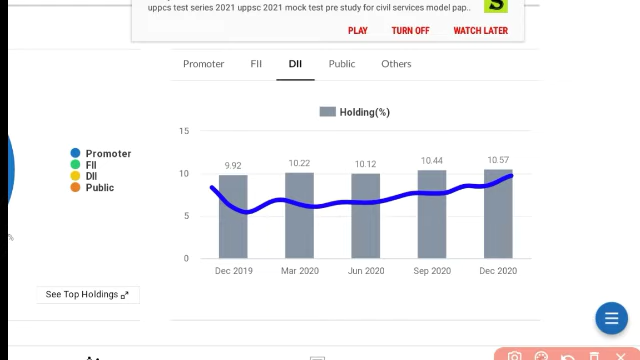 uppcs test series 2021 uppsc 2021 mock test pre study for civil services model pap..
S
PLAY TURN OFF WATCH LATER
Promoter FII DII Public Others
Holding(%)
15
10
5
0
9.92 10.22 10.12 10.44 10.57
Dec 2019 Mar 2020 Jun 2020 Sep 2020 Dec 2020
Promoter
FII
DII
Public
%
See Top Holdings